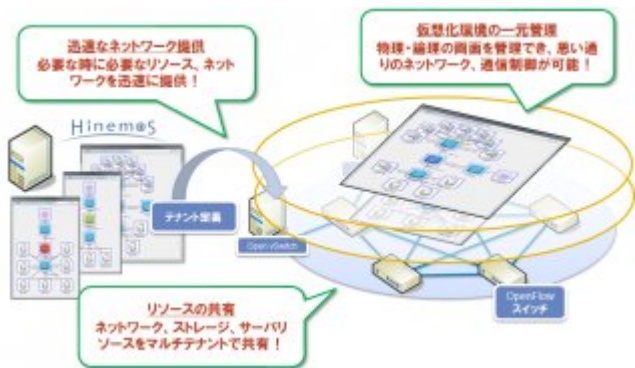 迅速なネットワーク提供
必要な時に必要なリソース、ネット
ワークを迅速に提供！
仮想化環境の一元管理
物理・論理の両面を管理でき、思い通
りのネットワーク、通信制御が可能！
Hinem@S
テナント定義
Open vSwitch
OpenFlow
スイッチ
リソースの共有
ネットワーク、ストレージ、サーバリ
ソースをマルチテナントで共有！